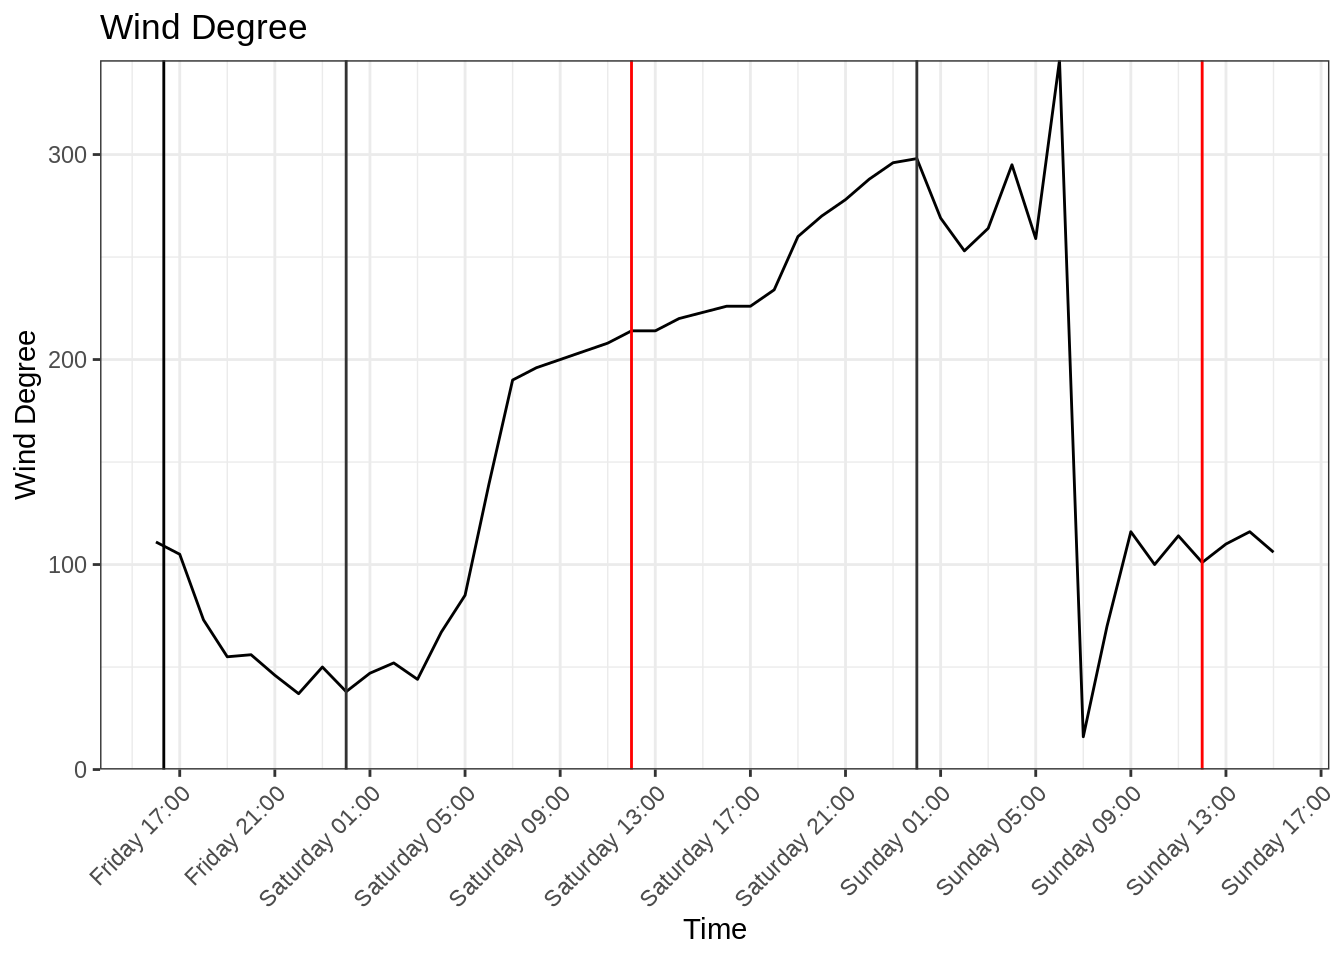 Wind Degree
Wind Degree
300
200
100
0
Friday 17:00
Friday 21:00
Saturday 01:00
Saturday 05:00
Saturday 09:00
Saturday 13:00
Saturday 17:00
Saturday 21:00
Sunday 01:00
Sunday 05:00
Sunday 09:00
Sunday 13:00
Sunday 17:00
Time